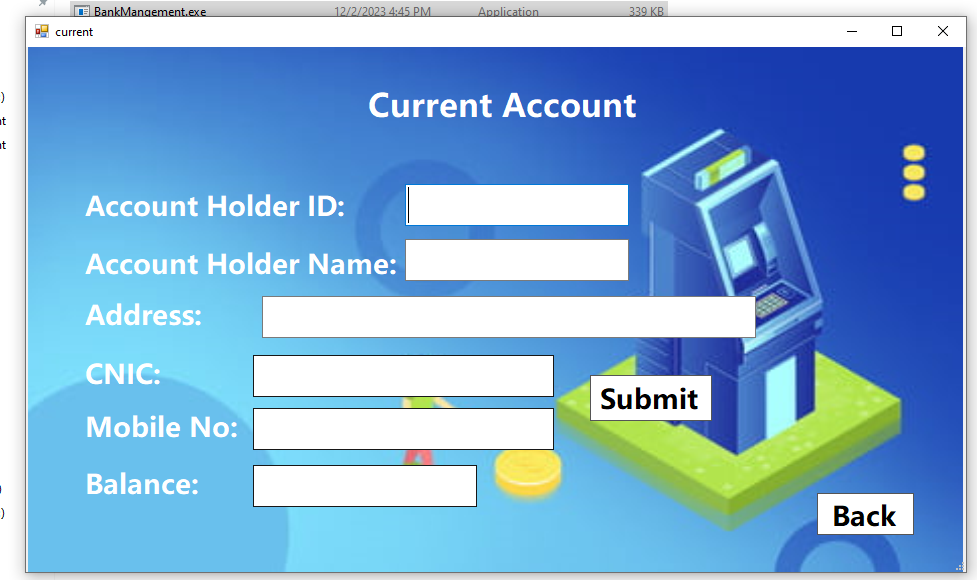 BankMangement.exe 12/2/2023 4:45 PM Application 339 KB
current
Current Account
Account Holder ID:
Account Holder Name:
Address:
CNIC:
Submit
Mobile No:
Balance:
Back